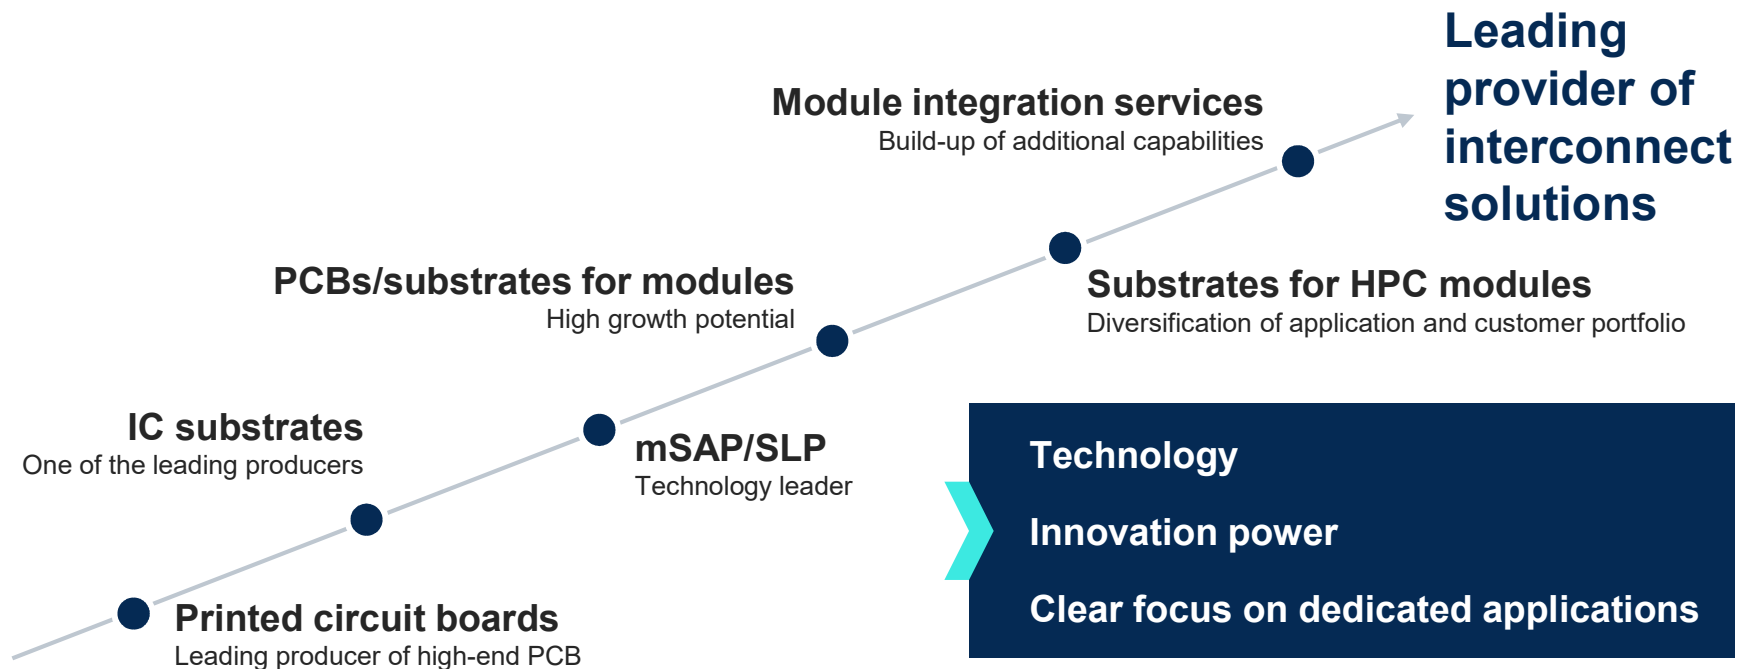 Leading
provider of
interconnect
solutions
Module integration services
Build-up of additional capabilities
Substrates for HPC modules
Diversification of application and customer portfolio
PCBs/substrates for modules
High growth potential
mSAP/SLP
Technology leader
IC substrates
One of the leading producers
Printed circuit boards
Leading producer of high-end PCB
Technology
Innovation power
Clear focus on dedicated applications